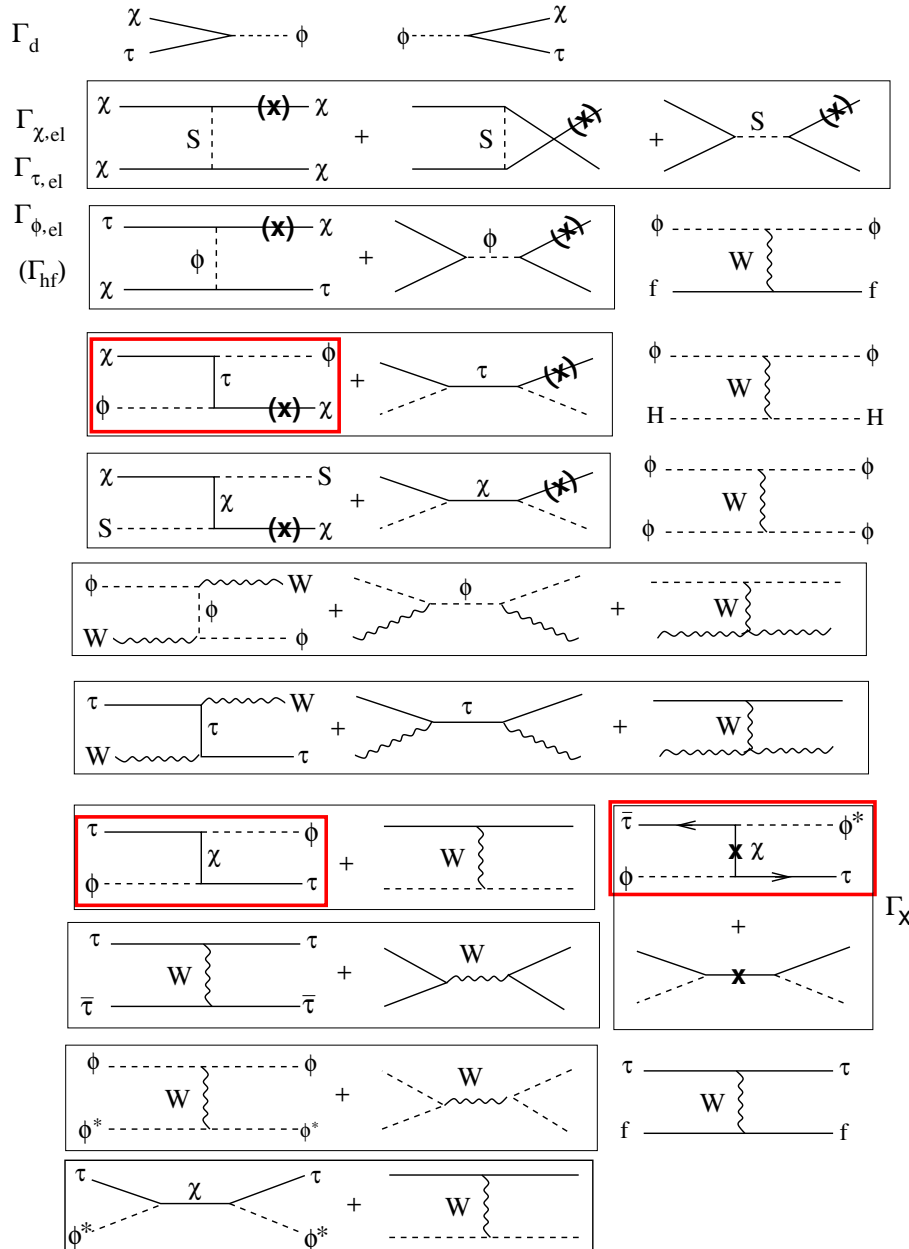 χ χ
Γd ϕ ϕ
τ τ
χ (x) χ (x) S (x)
Γχ,el S + S +
Γτ,el χ χ
Γϕ,el τ (x) χ ϕ (x) ϕ ϕ
(Γhf) ϕ + W
χ τ f f
χ ϕ τ (x) ϕ ϕ
τ + W
ϕ (x) χ H H
χ S χ (x) ϕ ϕ
χ + W
S (x) χ ϕ ϕ
ϕ W ϕ
ϕ + + W
W ϕ
τ W τ
τ + + W
W τ
τ ϕ τ̄ ϕ*
χ + W x χ
ϕ τ ϕ τ
Γx
+
τ τ W
W + x
τ̄ τ̄
ϕ ϕ W τ τ
W + W
ϕ* ϕ* f f
τ χ τ
+ W
ϕ* ϕ*